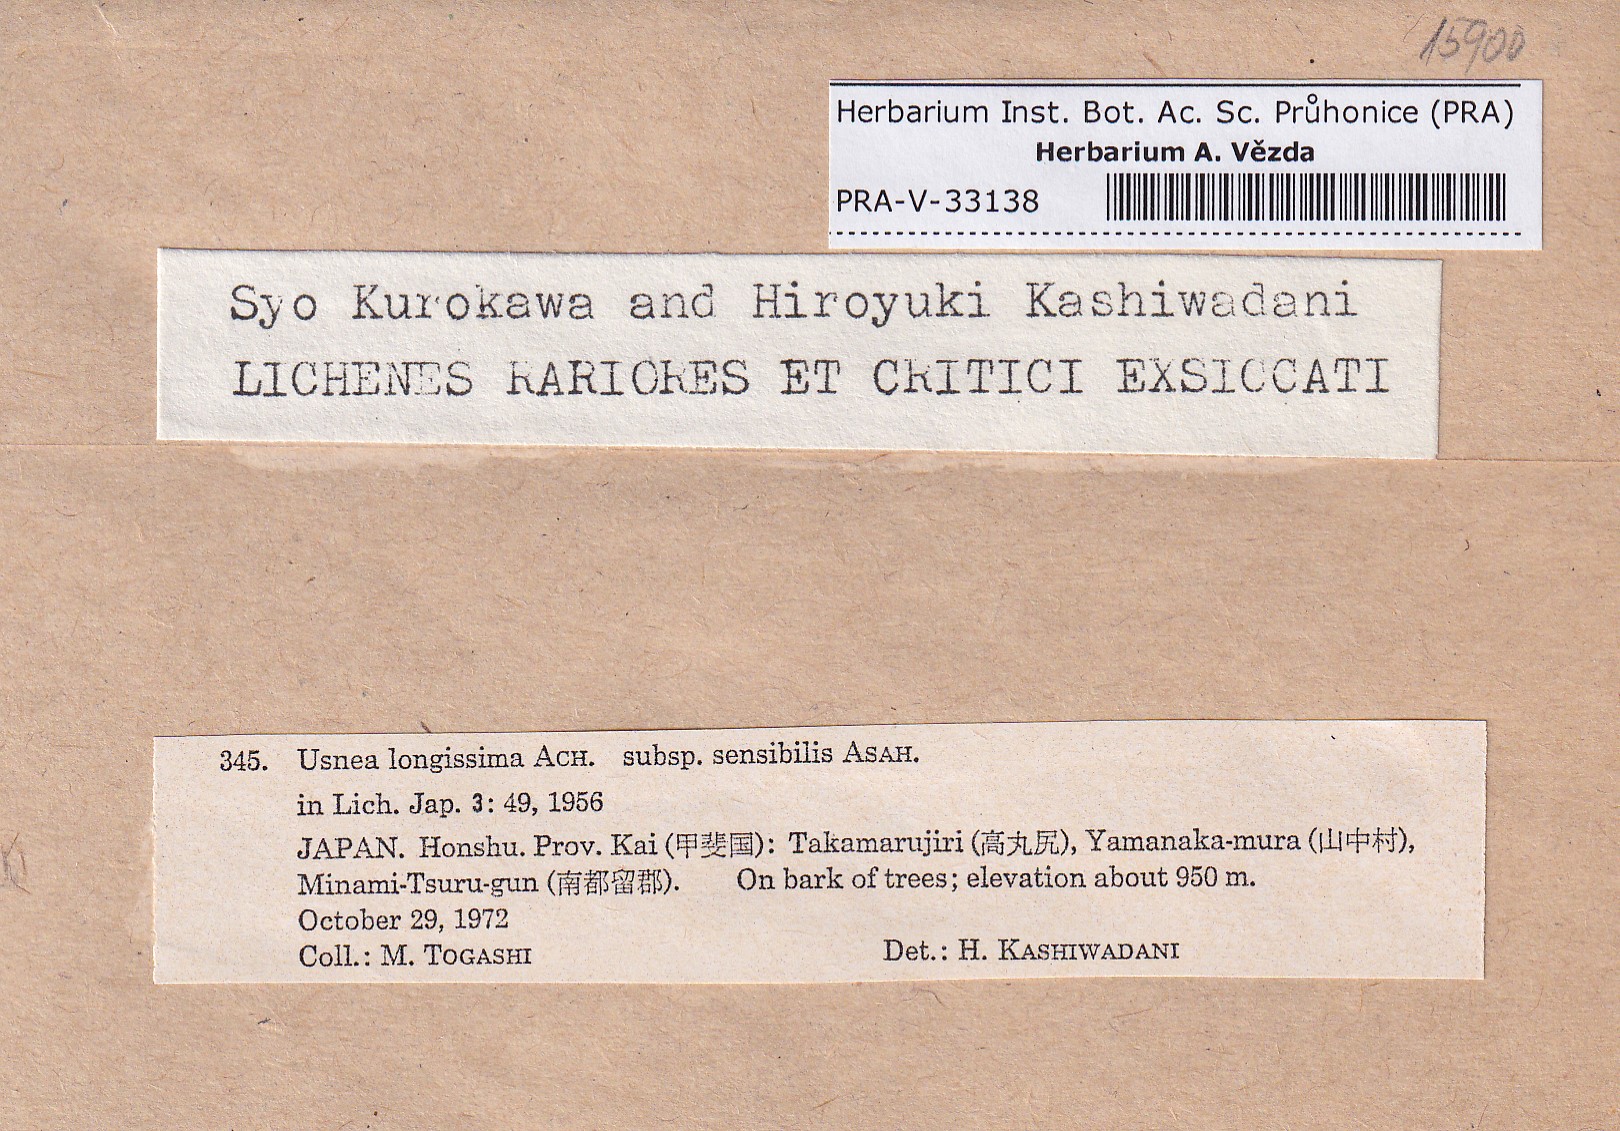 15900
Herbarium Inst. Bot. Ac. Sc. Průhonice (PRA)
Herbarium A. Vězda
PRA-V-33138
Syo Kurokawa and Hiroyuki Kashiwadani
LICHENES RARIORES ET CRITICI EXSICCATI
345. Usnea longissima ACH. subsp. sensibilis ASAH.
in Lich. Jap. 3: 49, 1956
JAPAN. Honshu. Prov. Kai (甲斐国): Takamarujiri (高丸尻), Yamanaka-mura (山中村),
Minami-Tsuru-gun (南都留郡). On bark of trees; elevation about 950 m.
October 29, 1972
Coll.: M. TOGASHI Det.: H. KASHIWADANI